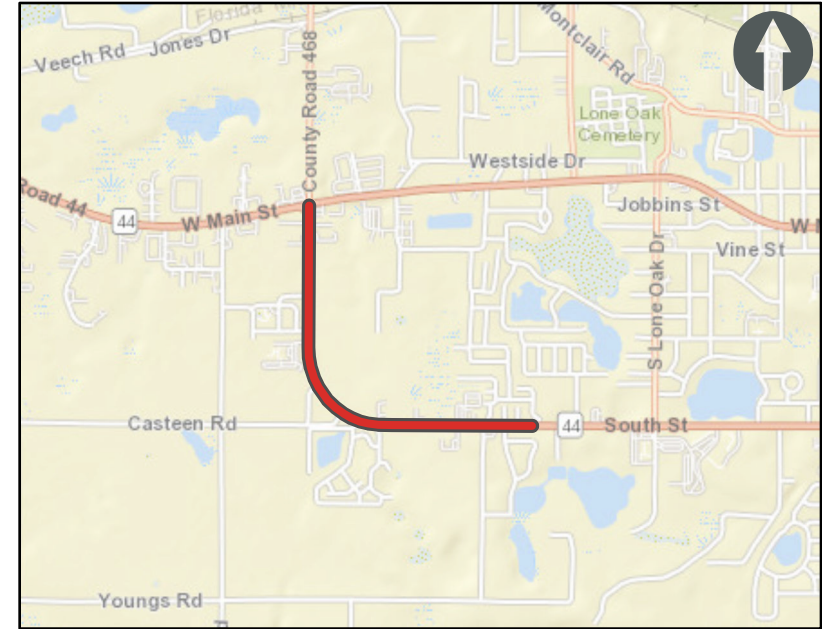 Florida
Veech Rd
Jones Dr
County Road 468
Montclair Rd
Lone Oak
Cemetery
Westside Dr
Road 44
44
W Main St
Jobbins St
W
Vine St
S Lone Oak Dr
Casteen Rd
44
South St
Youngs Rd